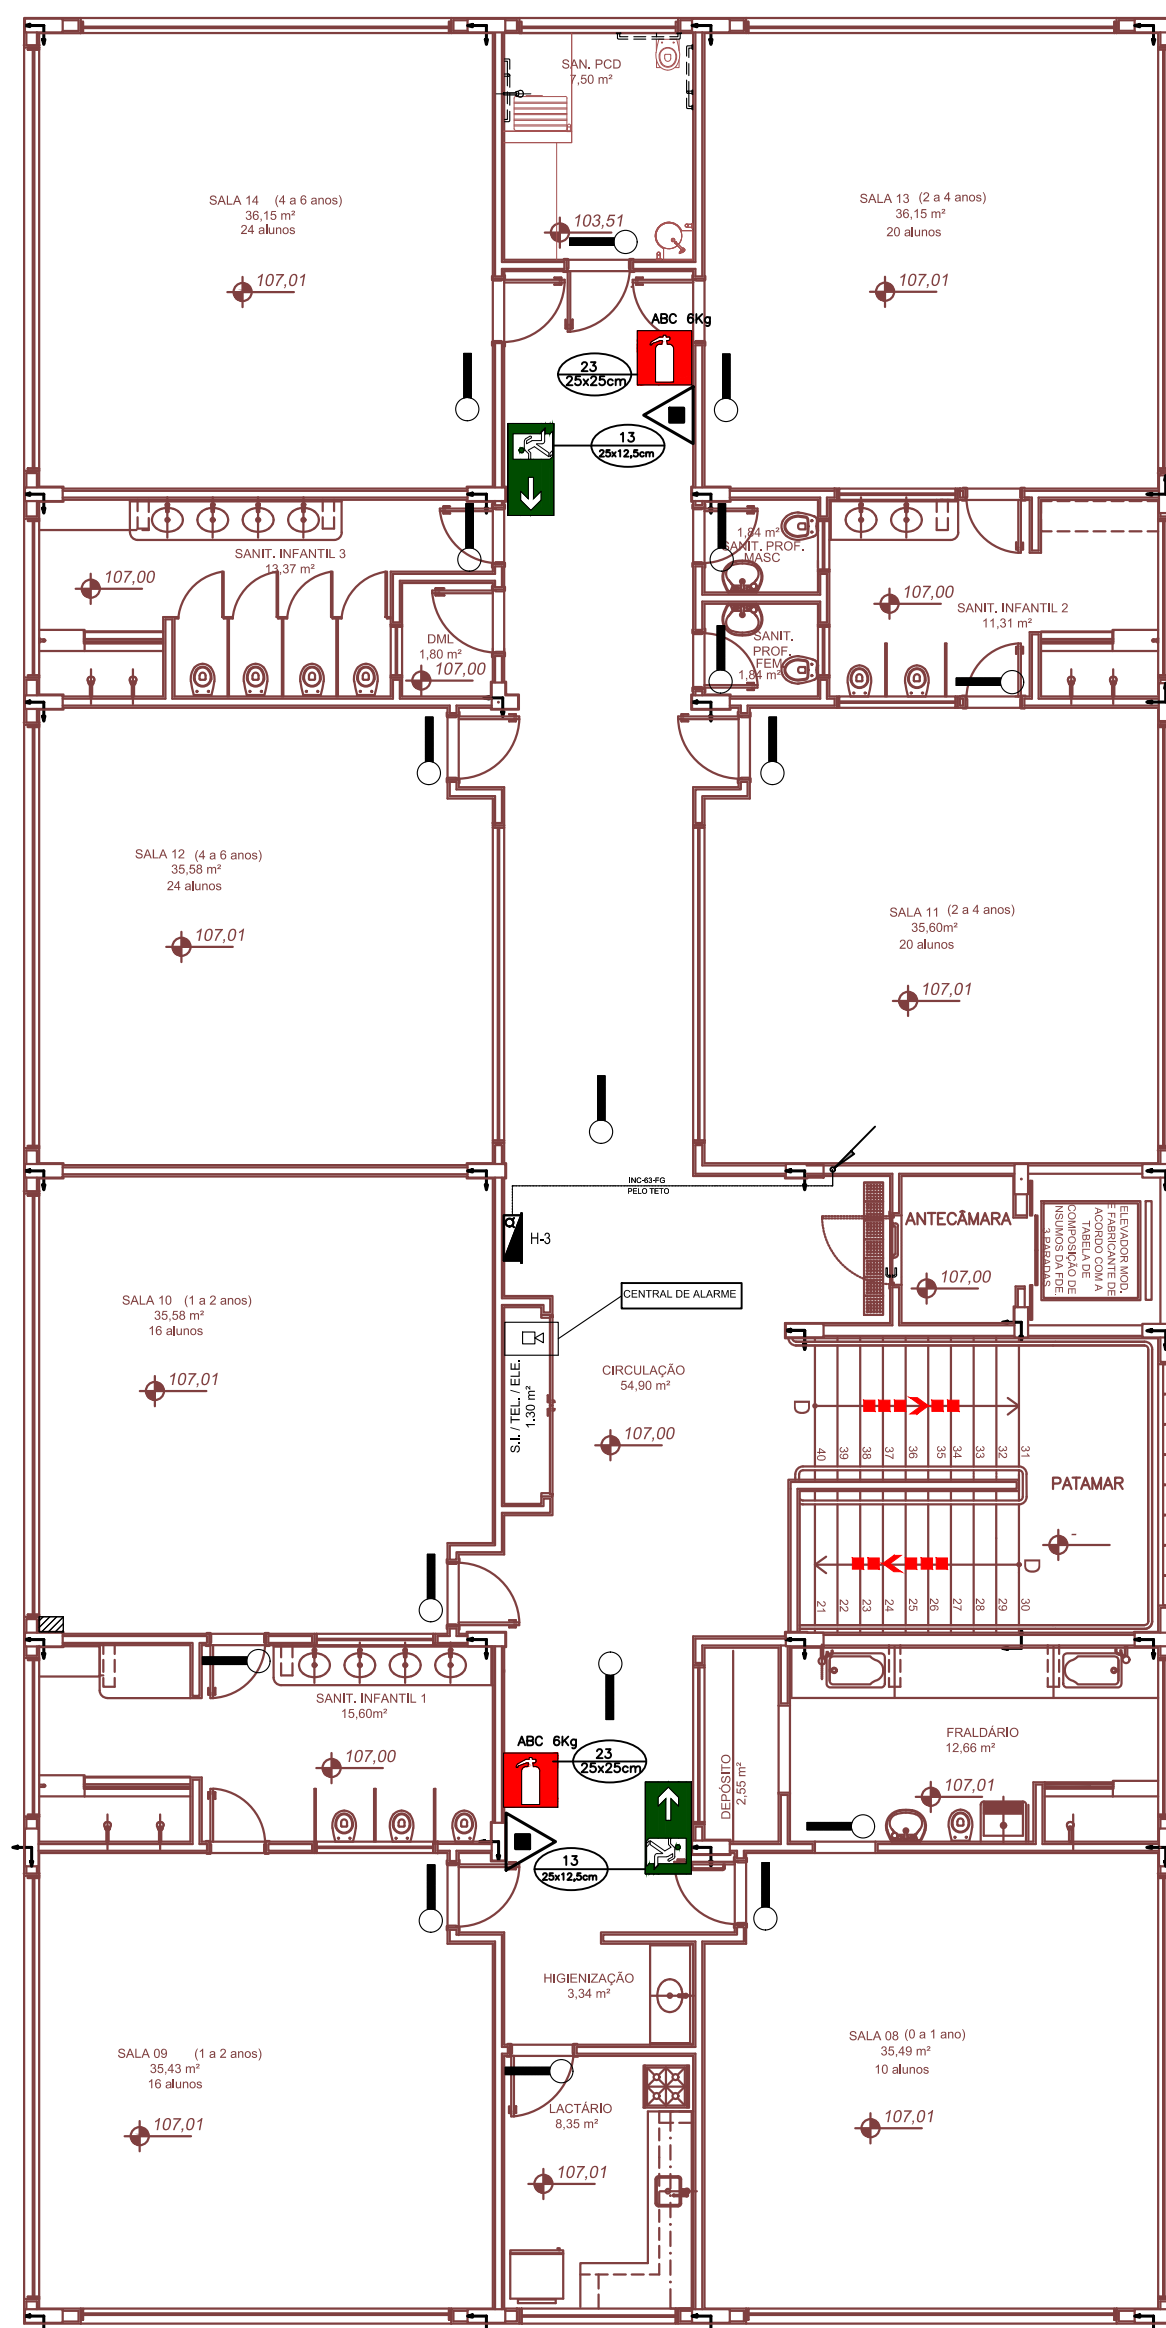 SAN. PCD
7,50 m²
103,51
SALA 14 (4 a 6 anos)
36,15 m²
24 alunos
107,01
SALA 13 (2 a 4 anos)
36,15 m²
20 alunos
107,01
ABC 6Kg
23
25x25cm
13
25x12,5cm
SANIT. INFANTIL 3
13,37 m²
107,00
DML
1,80 m²
107,00
1,84 m²
SANIT. PROF.
MASC
SANIT.
PROF.
FEM
1,84 m²
107,00
SANIT. INFANTIL 2
11,31 m²
SALA 12 (4 a 6 anos)
35,58 m²
24 alunos
107,01
SALA 11 (2 a 4 anos)
35,60m²
20 alunos
107,01
INC-63-FG
PELO TETO
H-3
ANTECÂMARA
107,00
ELEVADOR MOD.
E FABRICANTE DE
ACORDO COM A
TABELA DE
COMPOSIÇÃO DE
NSUMOS DA FDE.
3 PARADAS
CENTRAL DE ALARME
SALA 10 (1 a 2 anos)
35,58 m²
16 alunos
107,01
S.I. / TEL. / ELE.
1.30 m²
CIRCULAÇÃO
54,90 m²
107,00
D
40
39
38
37
36
35
34
33
32
31
PATAMAR
-
D
21
22
23
24
25
26
27
28
29
30
SANIT. INFANTIL 1
15,60m²
107,00
ABC 6Kg
23
25x25cm
13
25x12,5cm
DEPÓSITO
2,55 m²
FRALDÁRIO
12,66 m²
107,01
HIGIENIZAÇÃO
3,34 m²
SALA 09 (1 a 2 anos)
35,43 m²
16 alunos
107,01
SALA 08 (0 a 1 ano)
35,49 m²
10 alunos
107,01
LACTÁRIO
8,35 m²
107,01